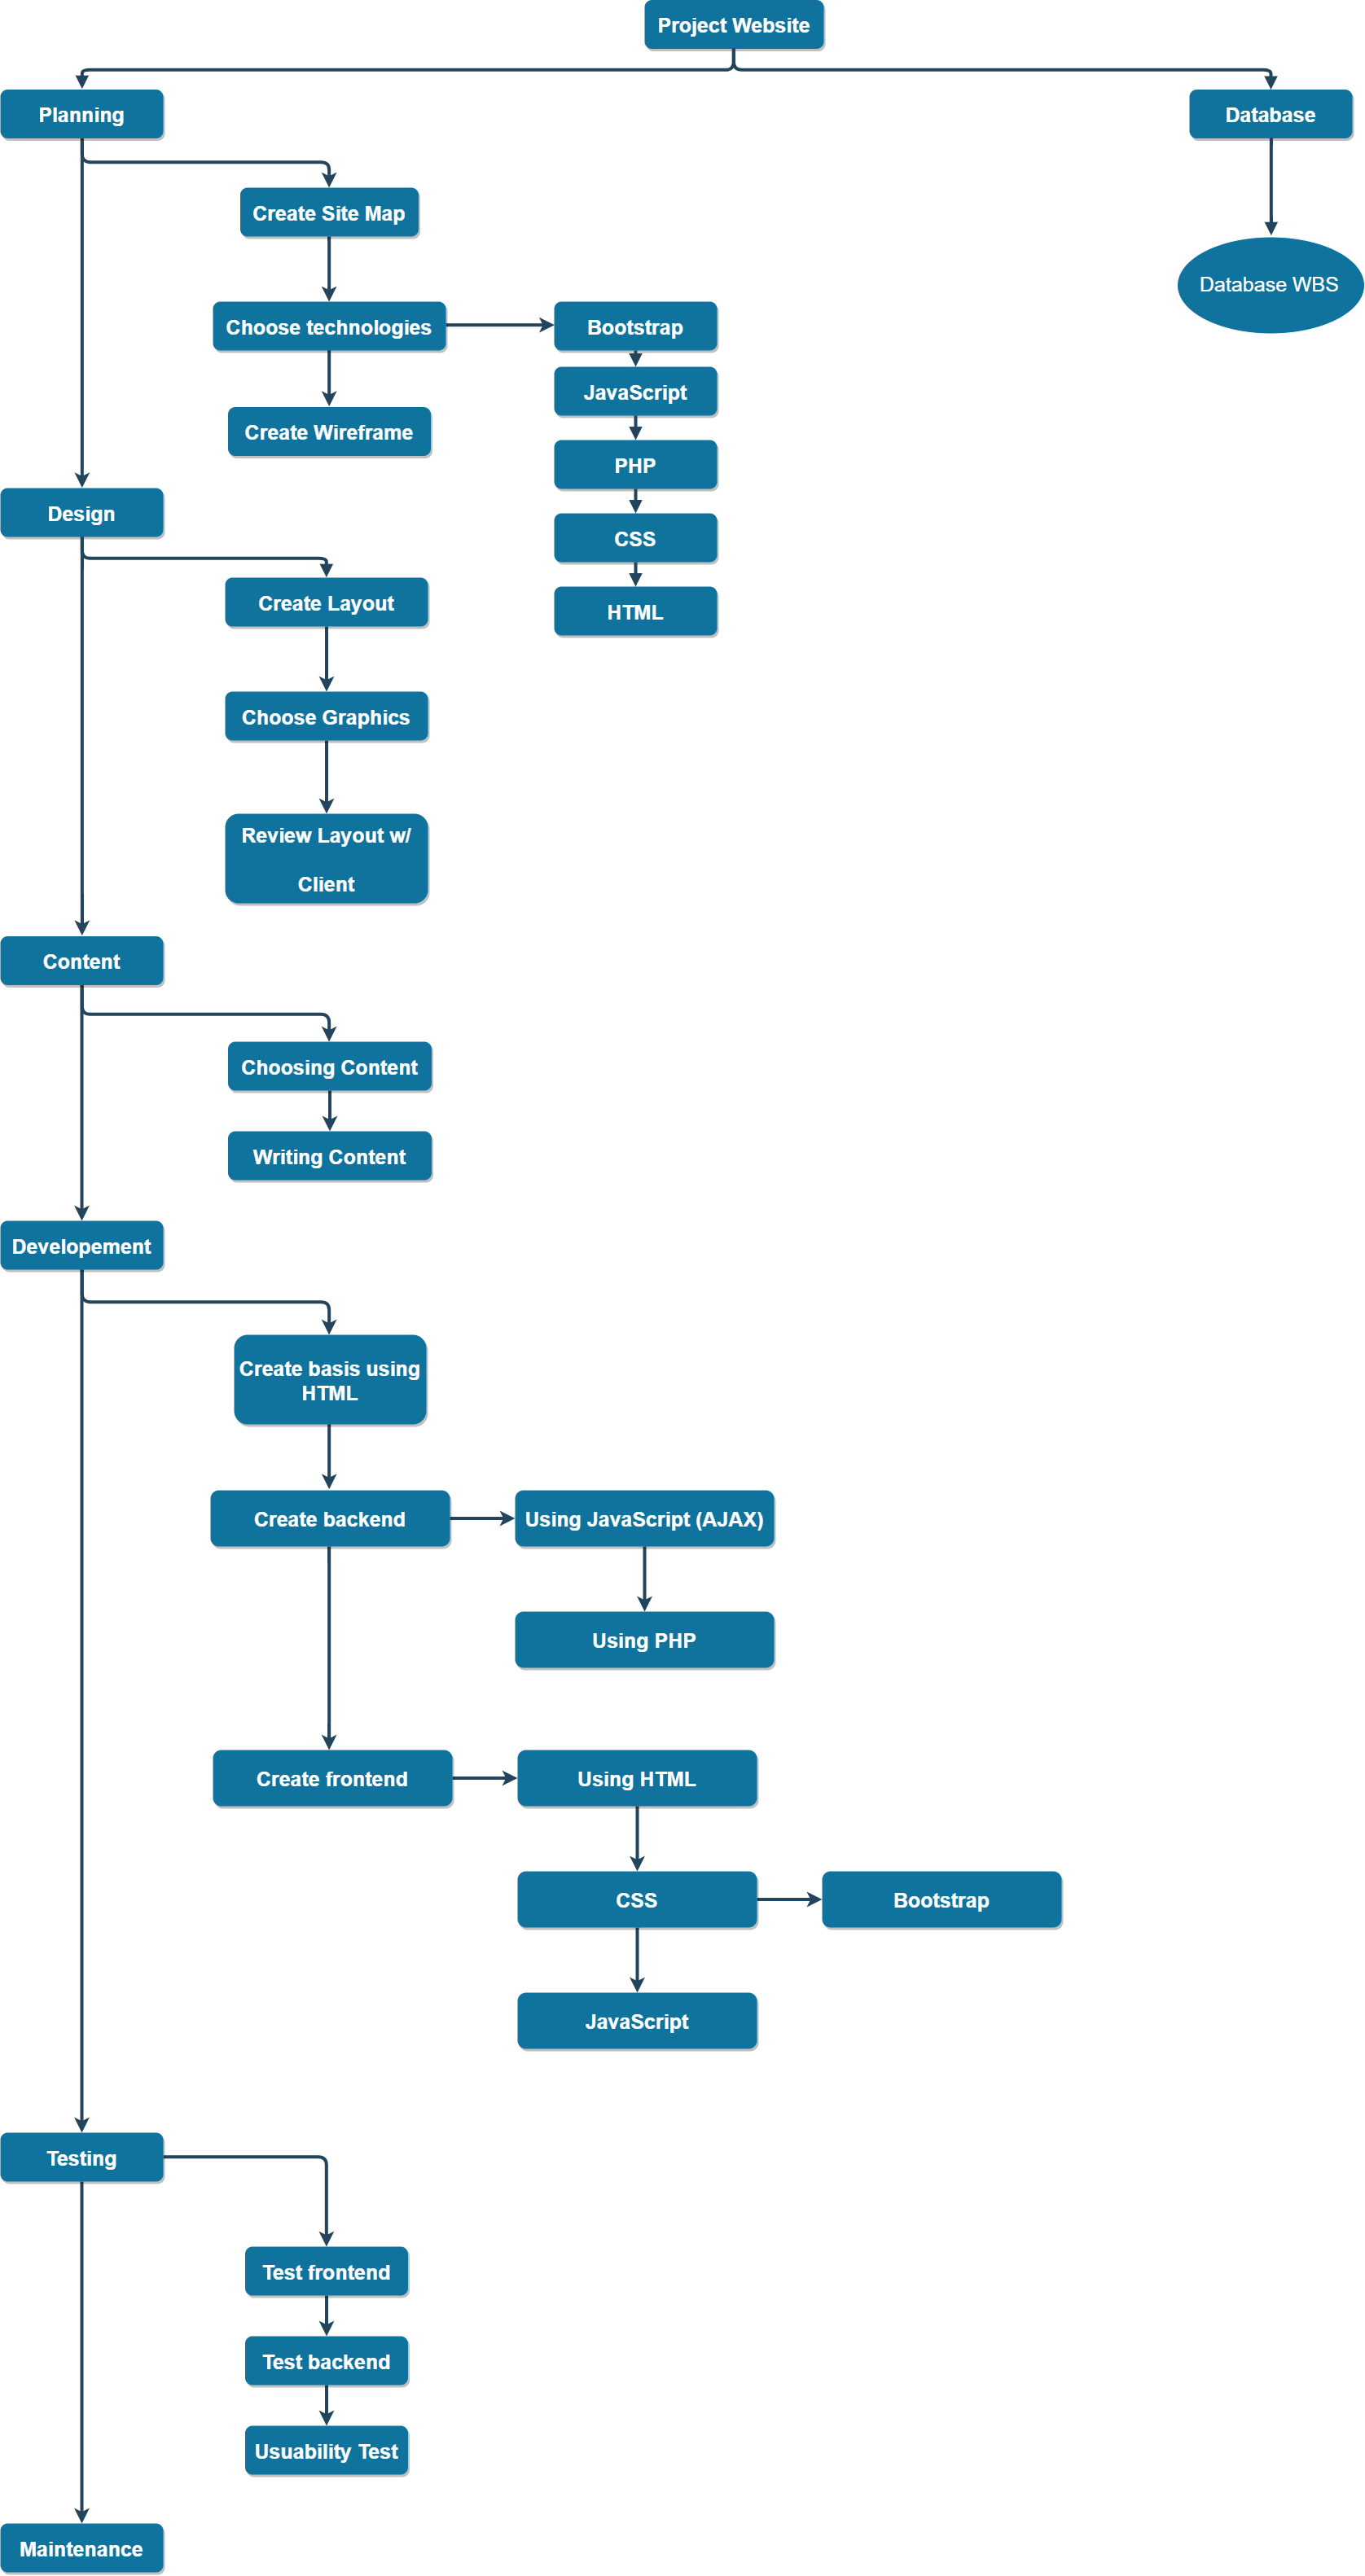 Project Website
Planning
Database
Create Site Map
Database WBS
Choose technologies
Bootstrap
JavaScript
Create Wireframe
PHP
Design
CSS
Create Layout
HTML
Choose Graphics
Review Layout w/
Client
Content
Choosing Content
Writing Content
Developement
Create basis using
HTML
Create backend
Using JavaScript (AJAX)
Using PHP
Create frontend
Using HTML
CSS
Bootstrap
JavaScript
Testing
Test frontend
Test backend
Usuability Test
Maintenance